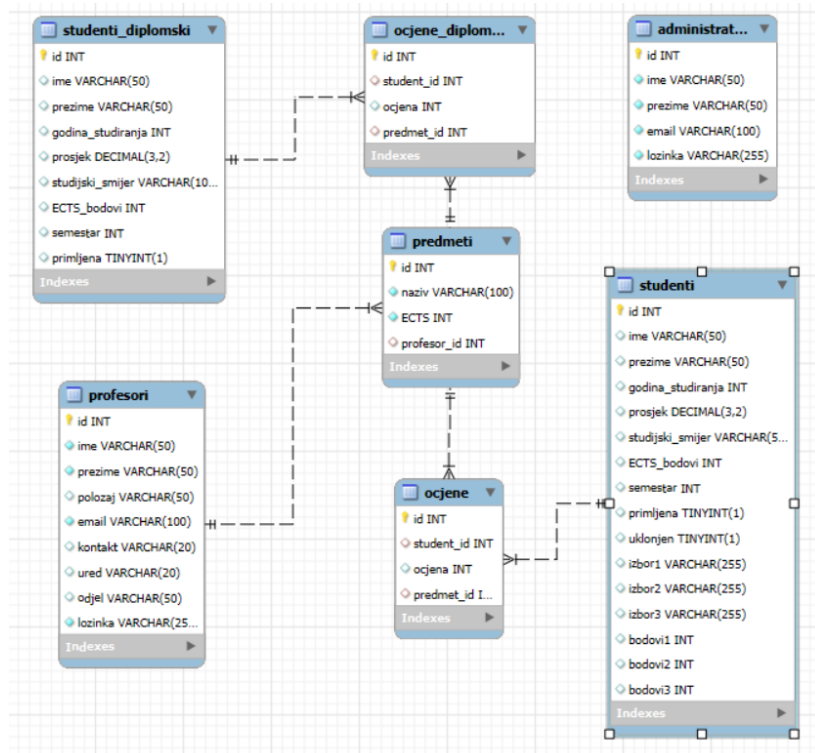 studenti_diplomski
id INT
ime VARCHAR(50)
prezime VARCHAR(50)
godina_studiranja INT
prosjek DECIMAL(3,2)
studijski_smijer VARCHAR(10...
ECTS_bodovi INT
semestar INT
primljena TINYINT(1)
Indexes
ocjene_diplom...
id INT
student_id INT
ocjena INT
predmet_id INT
Indexes
administrat...
id INT
ime VARCHAR(50)
prezime VARCHAR(50)
email VARCHAR(100)
lozinka VARCHAR(255)
Indexes
predmeti
id INT
naziv VARCHAR(100)
ECTS INT
profesor_id INT
Indexes
studenti
id INT
ime VARCHAR(50)
prezime VARCHAR(50)
godina_studiranja INT
prosjek DECIMAL(3,2)
studijski_smijer VARCHAR(5...
ECTS_bodovi INT
semestar INT
primljena TINYINT(1)
uklonjen TINYINT(1)
izbor1 VARCHAR(255)
izbor2 VARCHAR(255)
izbor3 VARCHAR(255)
bodovi1 INT
bodovi2 INT
bodovi3 INT
Indexes
profesori
id INT
ime VARCHAR(50)
prezime VARCHAR(50)
polozaj VARCHAR(50)
email VARCHAR(100)
kontakt VARCHAR(20)
ured VARCHAR(20)
odjel VARCHAR(50)
lozinka VARCHAR(25...
Indexes
ocjene
id INT
student_id INT
ocjena INT
predmet_id I...
Indexes